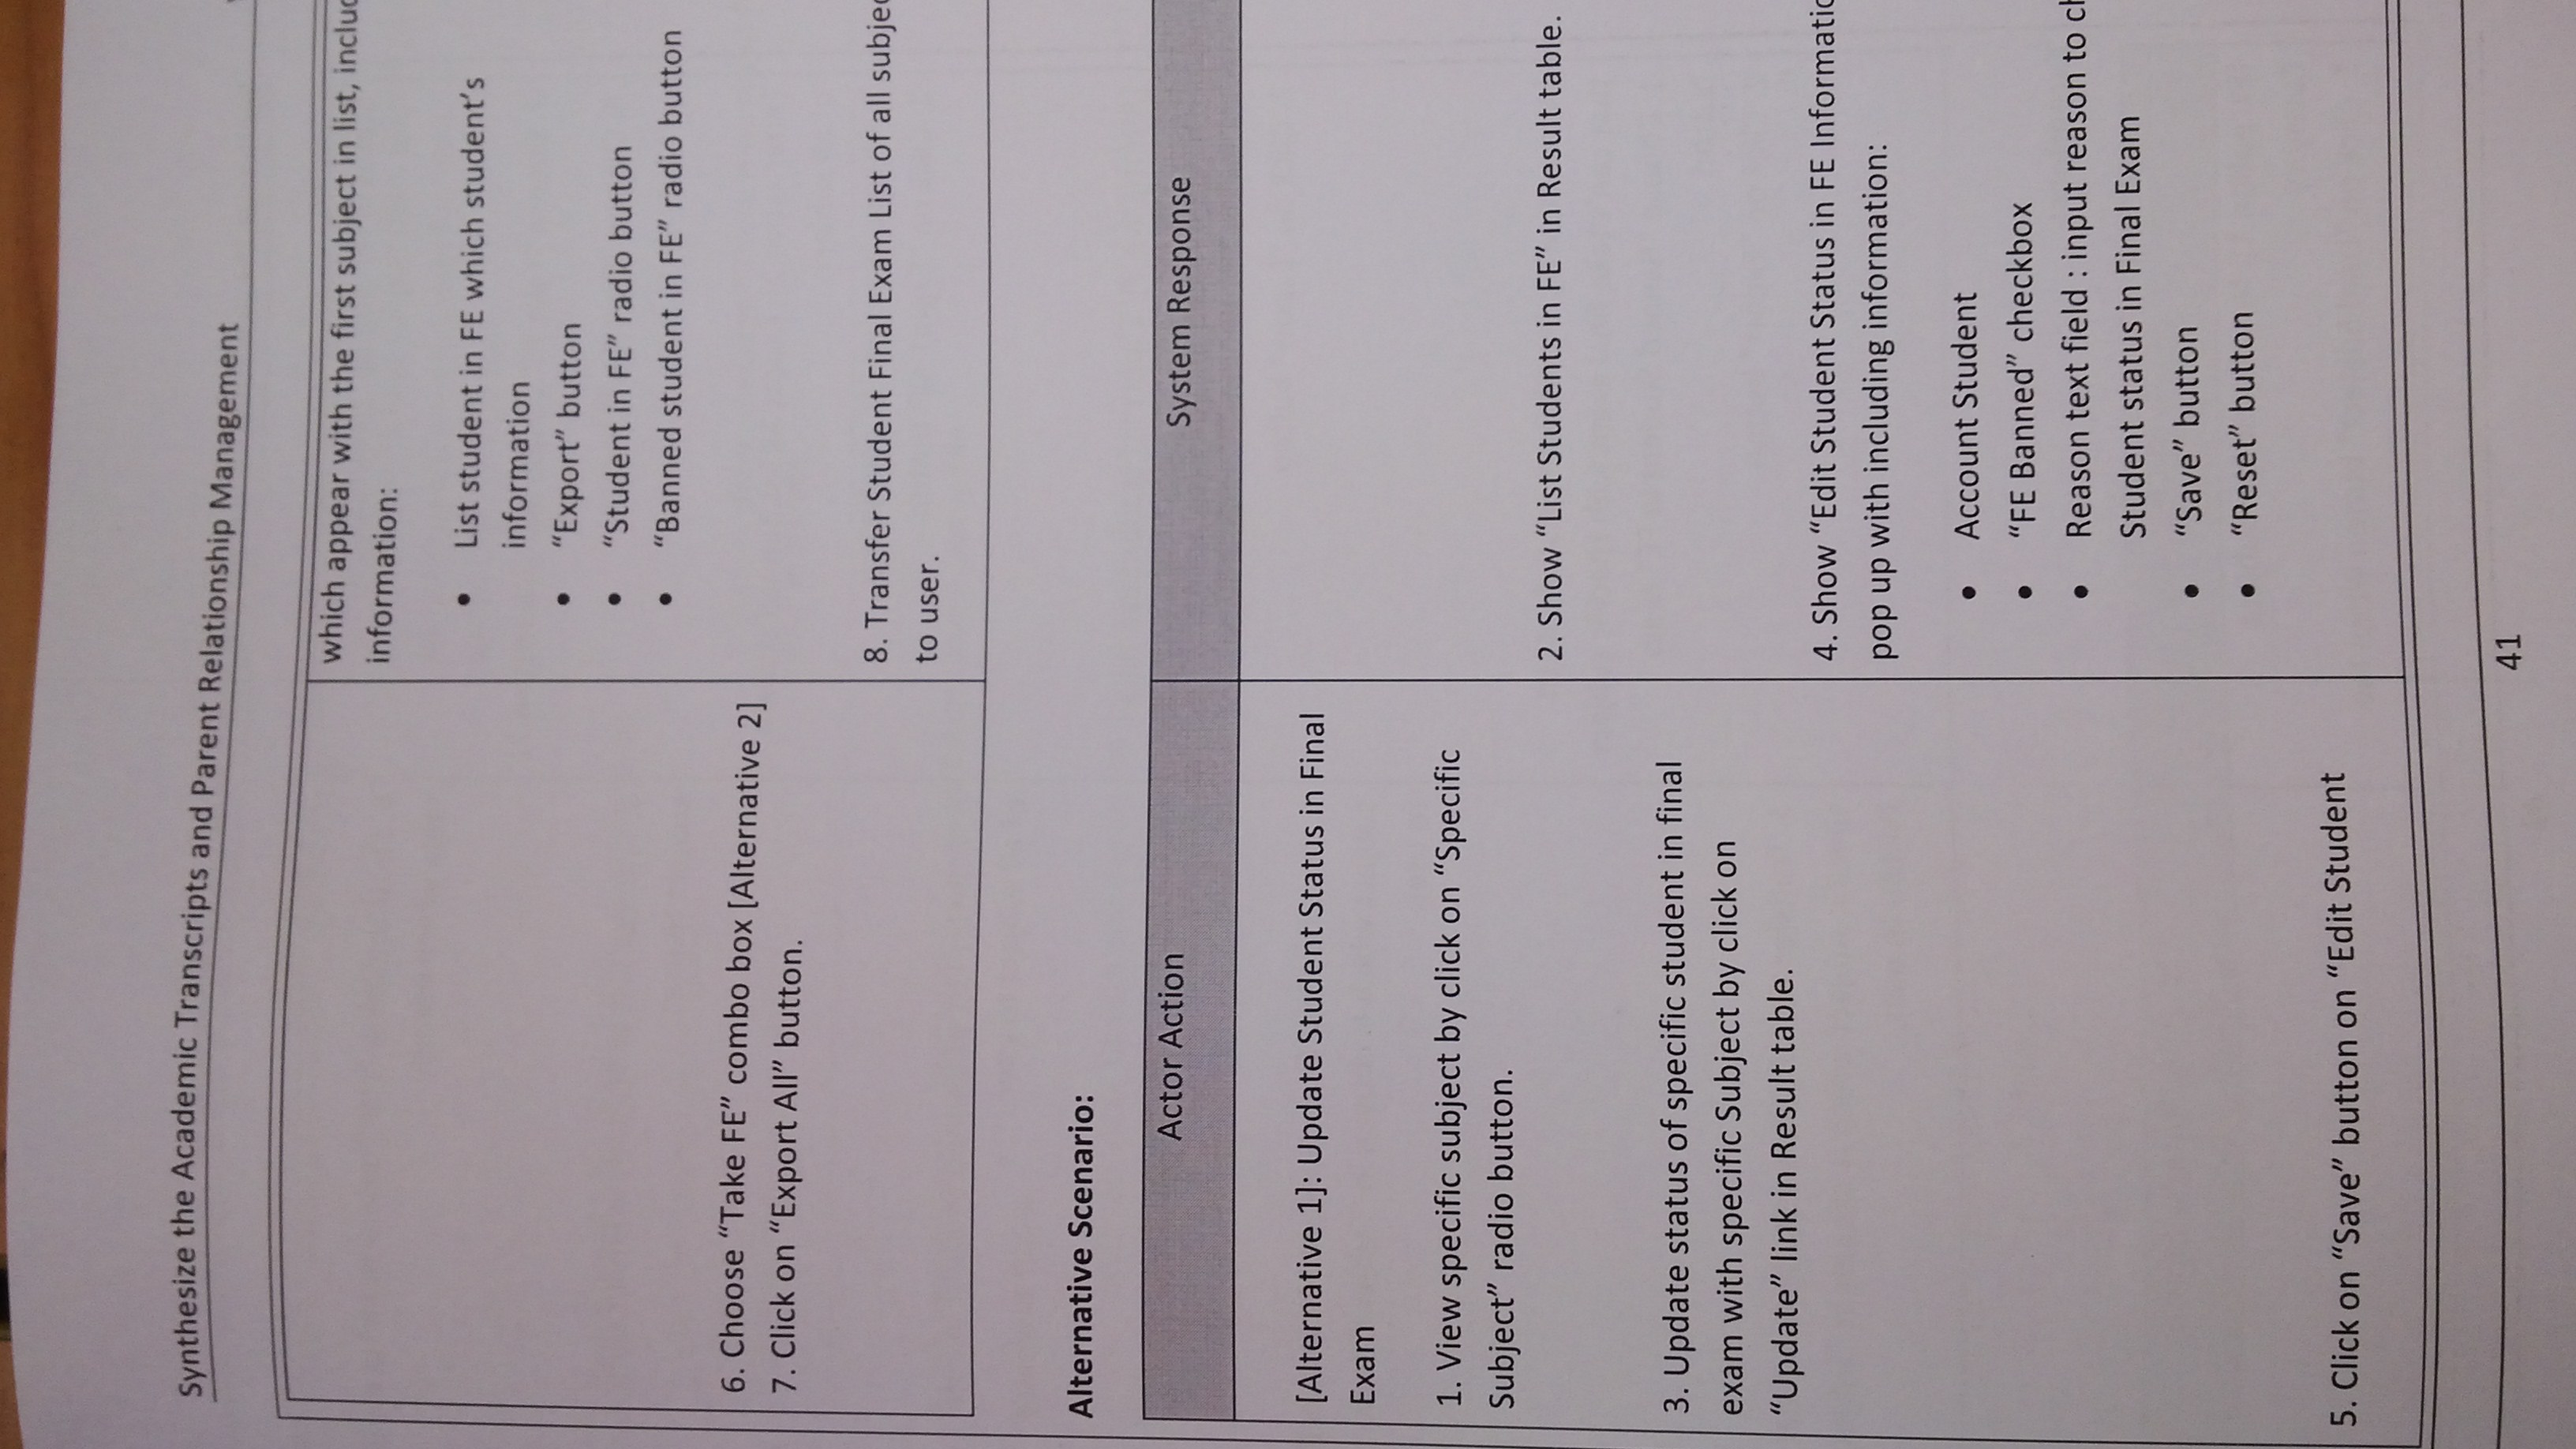 Synthesize the Academic Transcripts and Parent Relationship Management
which appear with the first subject in list,
information:
• List student in FE which student's
information
• "Export" button
• "Student in FE" radio button
• "Banned student in FE" radio button
6. Choose "Take FE" combo box [Alternative 2]
7. Click on "Export All" button.
8. Transfer Student Final Exam List of all
to user.
Alternative Scenario:
Actor Action
System Response
[Alternative 1]: Update Student Status in Final
Exam
1. View specific subject by click on "Specific
Subject" radio button.
2. Show "List Students in FE" in Result table.
3. Update status of specific student in final
exam with specific Subject by click on
"Update" link in Result table.
4. Show "Edit Student Status in FE
pop up with including information:
• Account Student
• "FE Banned" checkbox
• Reason text field : input reason to
Student status in Final Exam
• "Save" button
• "Reset" button
5. Click on "Save" button on "Edit Student
41